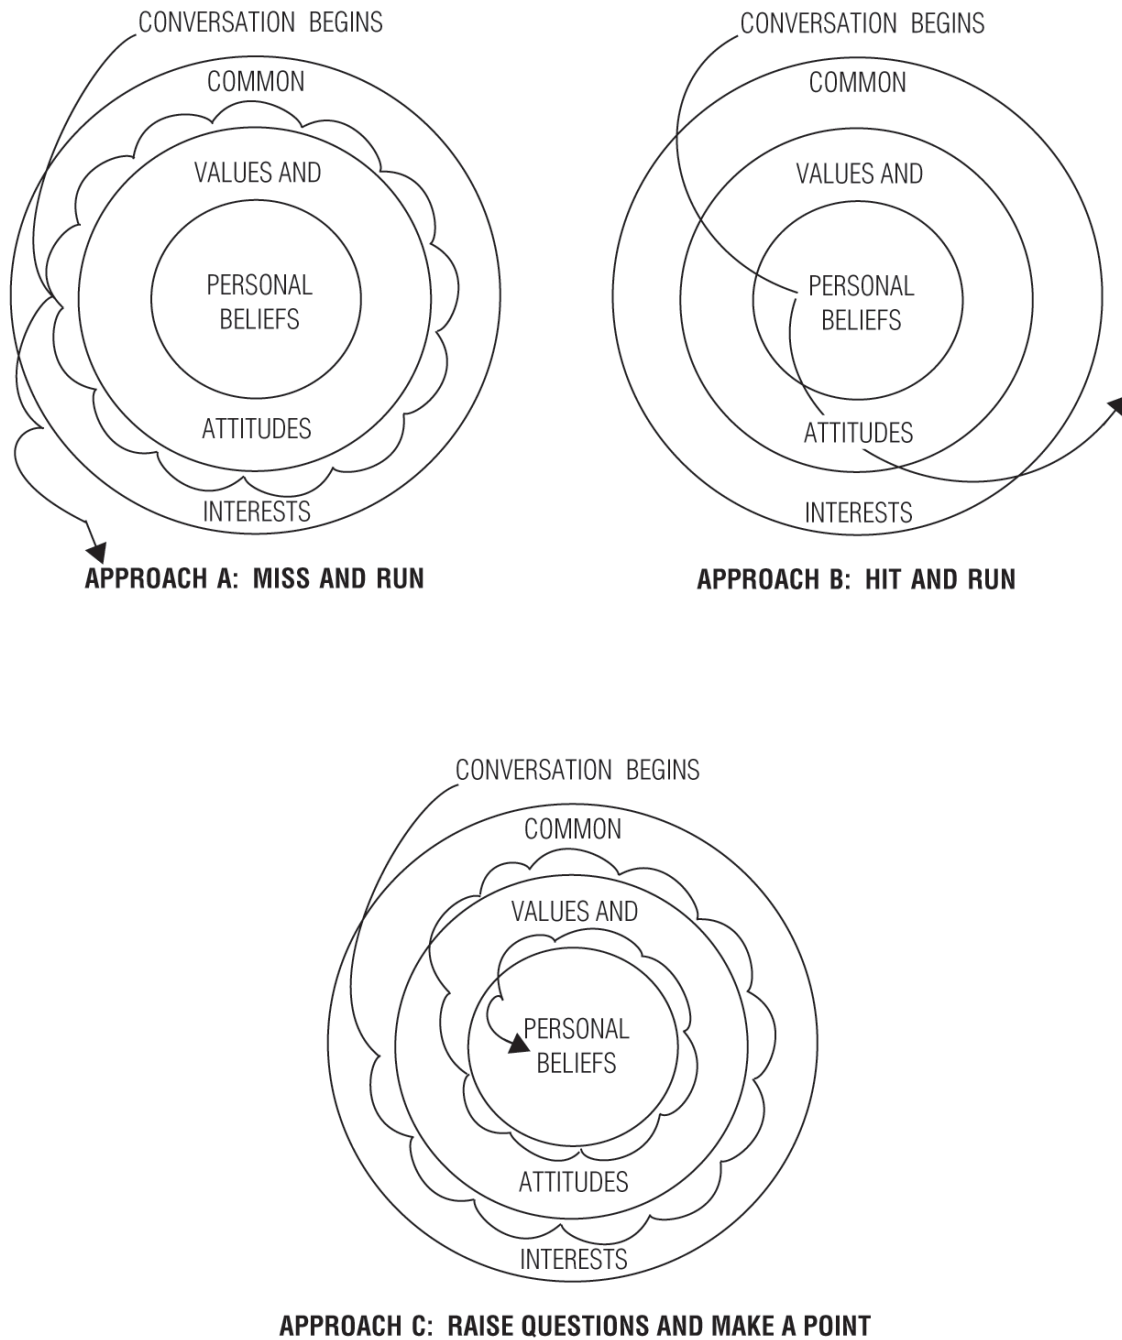 CONVERSATION BEGINS
COMMON
VALUES AND
PERSONAL
BELIEFS
ATTITUDES
INTERESTS
APPROACH A: MISS AND RUN
CONVERSATION BEGINS
COMMON
VALUES AND
PERSONAL
BELIEFS
ATTITUDES
INTERESTS
APPROACH B: HIT AND RUN
CONVERSATION BEGINS
COMMON
VALUES AND
PERSONAL
BELIEFS
ATTITUDES
INTERESTS
APPROACH C: RAISE QUESTIONS AND MAKE A POINT